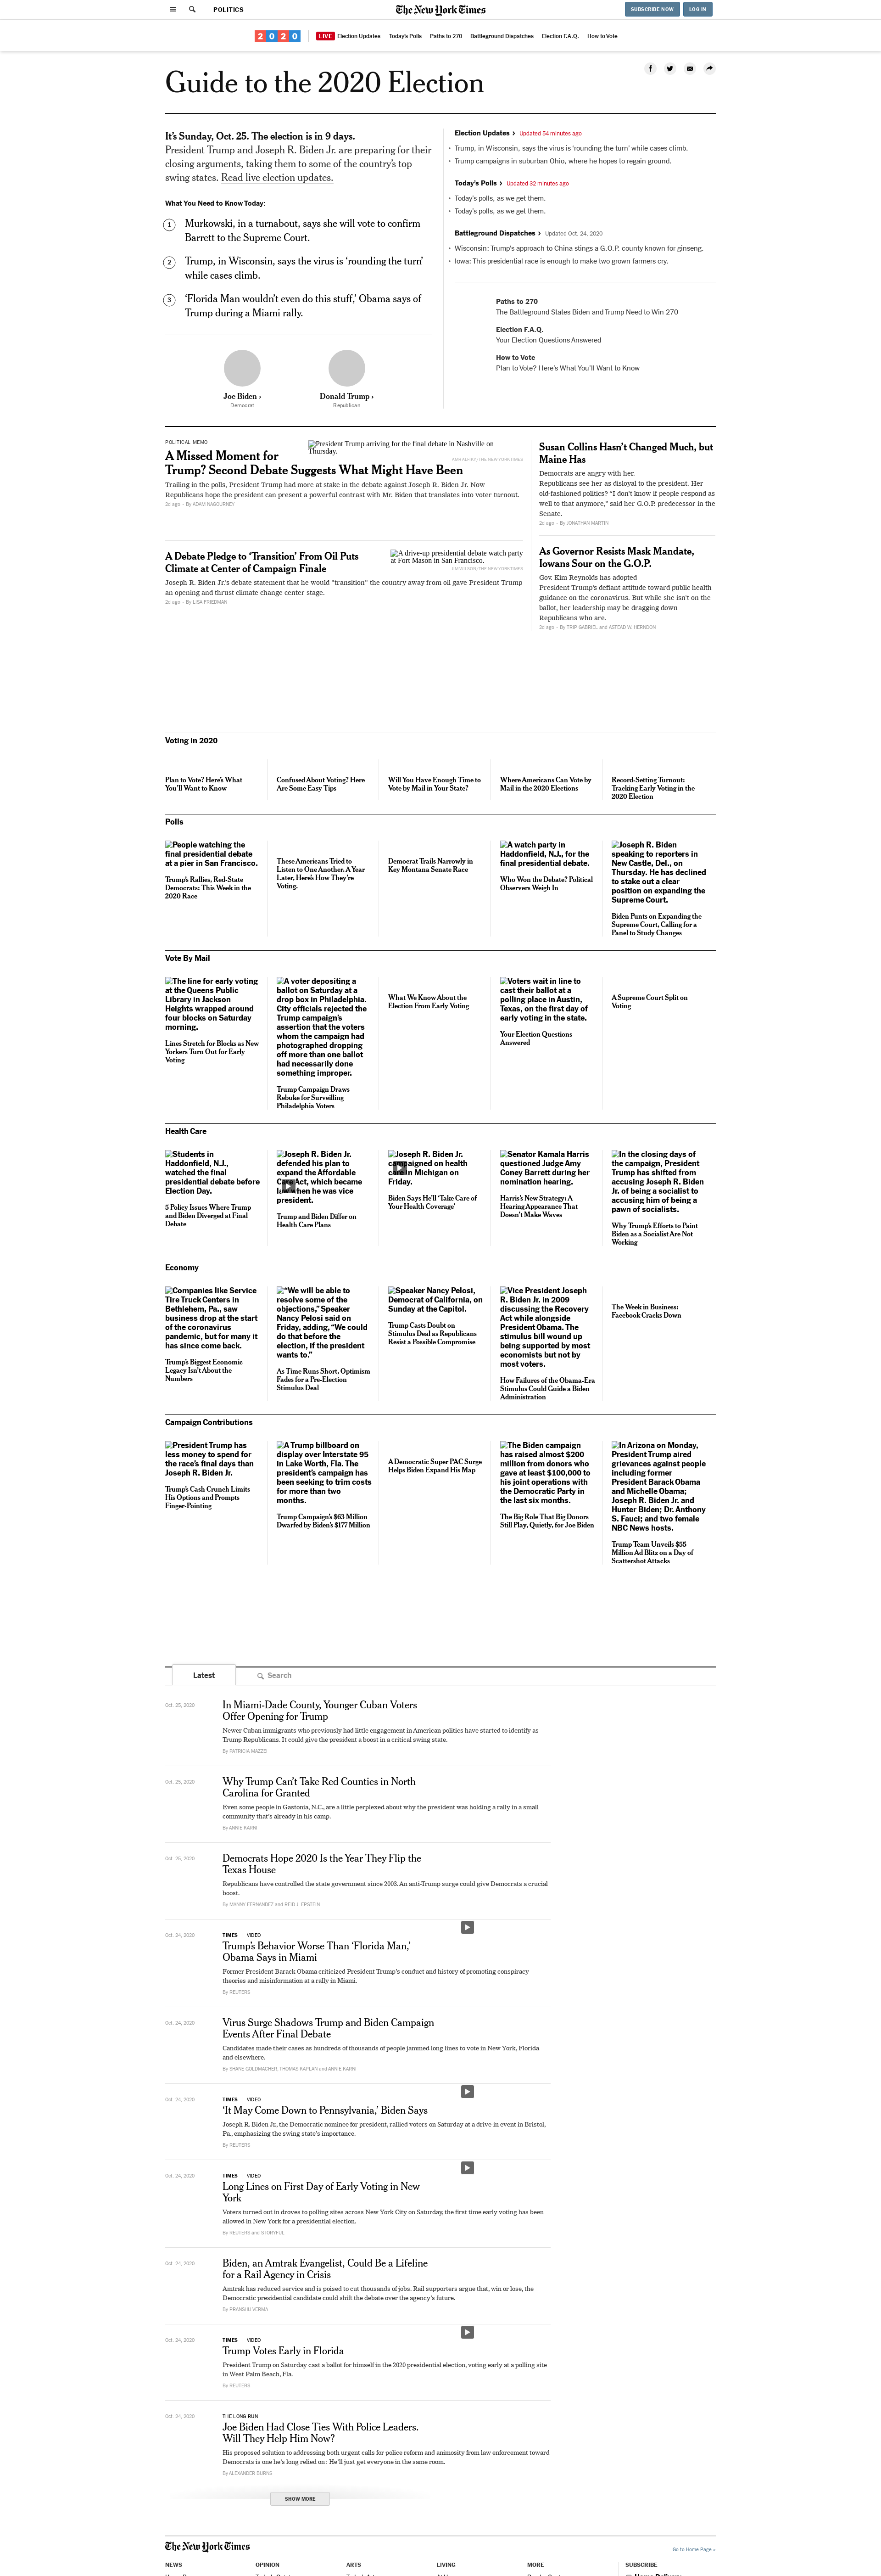 POLITICS
The New York Times
SUBSCRIBE NOW
LOG IN
2020
LIVE Election Updates
Today's Polls
Paths to 270
Battleground Dispatches
Election F.A.Q.
How to Vote
Guide to the 2020 Election
It's Sunday, Oct. 25. The election is in 9 days.
President Trump and Joseph R. Biden Jr. are preparing for their
closing arguments, taking them to some of the country's top
swing states. Read live election updates.
What You Need to Know Today:
1 Murkowski, in a turnabout, says she will vote to confirm
Barrett to the Supreme Court.
2 Trump, in Wisconsin, says the virus is 'rounding the turn'
while cases climb.
3 'Florida Man wouldn't even do this stuff,' Obama says of
Trump during a Miami rally.
Joe Biden ›
Democrat
Donald Trump ›
Republican
Election Updates › Updated 54 minutes ago
• Trump, in Wisconsin, says the virus is 'rounding the turn' while cases climb.
• Trump campaigns in suburban Ohio, where he hopes to regain ground.
Today's Polls › Updated 32 minutes ago
• Today's polls, as we get them.
• Today's polls, as we get them.
Battleground Dispatches › Updated Oct. 24, 2020
• Wisconsin: Trump's approach to China stings a G.O.P. county known for ginseng.
• Iowa: This presidential race is enough to make two grown farmers cry.
Paths to 270
The Battleground States Biden and Trump Need to Win 270
Election F.A.Q.
Your Election Questions Answered
How to Vote
Plan to Vote? Here's What You'll Want to Know
POLITICAL MEMO
A Missed Moment for
Trump? Second Debate Suggests What Might Have Been
President Trump arriving for the final debate in Nashville on
Thursday.
Trailing in the polls, President Trump had more at stake in the debate against Joseph R. Biden Jr. Now
Republicans hope the president can present a powerful contrast with Mr. Biden that translates into voter turnout.
2d ago – By ADAM NAGOURNEY
A Debate Pledge to 'Transition' From Oil Puts
Climate at Center of Campaign Finale
A drive-up presidential debate watch party
at Fort Mason in San Francisco.
JIM WILSON/THE NEW YORK TIMES
Joseph R. Biden Jr.'s debate statement that he would "transition" the country away from oil gave President Trump
an opening and thrust climate change center stage.
2d ago – By LISA FRIEDMAN
Susan Collins Hasn't Changed Much, but
Maine Has
Democrats are angry with her.
Republicans see her as disloyal to the president. Her
old-fashioned politics? "I don't know if people respond as
well to that anymore," said her G.O.P. predecessor in the
Senate.
2d ago – By JONATHAN MARTIN
As Governor Resists Mask Mandate,
Iowans Sour on the G.O.P.
Gov. Kim Reynolds has adopted
President Trump's defiant attitude toward public health
guidance on the coronavirus. But while she isn't on the
ballot, her leadership may be dragging down
Republicans who are.
2d ago – By TRIP GABRIEL and ASTEAD W. HERNDON
Voting in 2020
Plan to Vote? Here's What
You'll Want to Know
Confused About Voting? Here
Are Some Easy Tips
Will You Have Enough Time to
Vote by Mail in Your State?
Where Americans Can Vote by
Mail in the 2020 Elections
Record-Setting Turnout:
Tracking Early Voting in the
2020 Election
Polls
People watching the
final presidential debate
at a pier in San Francisco.
Trump's Rallies, Red-State
Democrats: This Week in the
2020 Race
These Americans Tried to
Listen to One Another. A Year
Later, Here's How They're
Voting.
Democrat Trails Narrowly in
Key Montana Senate Race
A watch party in
Haddonfield, N.J., for the
final presidential debate.
Who Won the Debate? Political
Observers Weigh In
Joseph R. Biden
speaking to reporters in
New Castle, Del., on
Thursday. He has declined
to stake out a clear
position on expanding the
Supreme Court.
Biden Punts on Expanding the
Supreme Court, Calling for a
Panel to Study Changes
Vote By Mail
The line for early voting
at the Queens Public
Library in Jackson
Heights wrapped around
four blocks on Saturday
morning.
Lines Stretch for Blocks as New
Yorkers Turn Out for Early
Voting
A voter depositing a
ballot on Saturday at a
drop box in Philadelphia.
City officials rejected the
Trump campaign's
assertion that the voters
whom the campaign had
photographed dropping
off more than one ballot
had necessarily done
something improper.
Trump Campaign Draws
Rebuke for Surveilling
Philadelphia Voters
What We Know About the
Election From Early Voting
Voters wait in line to
cast their ballot at a
polling place in Austin,
Texas, on the first day of
early voting in the state.
Your Election Questions
Answered
A Supreme Court Split on
Voting
Health Care
Students in
Haddonfield, N.J.,
watched the final
presidential debate before
Election Day.
5 Policy Issues Where Trump
and Biden Diverged at Final
Debate
Joseph R. Biden Jr.
defended his plan to
expand the Affordable
Care Act, which became
hen he was vice
president.
Trump and Biden Differ on
Health Care Plans
Joseph R. Biden Jr.
aigned on health
in Michigan on
Friday.
Biden Says He'll 'Take Care of
Your Health Coverage'
Senator Kamala Harris
questioned Judge Amy
Coney Barrett during her
nomination hearing.
Harris's New Strategy: A
Hearing Appearance That
Doesn't Make Waves
In the closing days of
the campaign, President
Trump has shifted from
accusing Joseph R. Biden
Jr. of being a socialist to
accusing him of being a
pawn of socialists.
Why Trump's Efforts to Paint
Biden as a Socialist Are Not
Working
Economy
Companies like Service
Tire Truck Centers in
Bethlehem, Pa., saw
business drop at the start
of the coronavirus
pandemic, but for many it
has since come back.
Trump's Biggest Economic
Legacy Isn't About the
Numbers
"We will be able to
resolve some of the
objections," Speaker
Nancy Pelosi said on
Friday, adding, "We could
do that before the
election, if the president
wants to."
As Time Runs Short, Optimism
Fades for a Pre-Election
Stimulus Deal
Speaker Nancy Pelosi,
Democrat of California, on
Sunday at the Capitol.
Trump Casts Doubt on
Stimulus Deal as Republicans
Resist a Possible Compromise
Vice President Joseph
R. Biden Jr. in 2009
discussing the Recovery
Act while alongside
President Obama. The
stimulus bill wound up
being supported by most
economists but not by
most voters.
How Failures of the Obama-Era
Stimulus Could Guide a Biden
Administration
The Week in Business:
Facebook Cracks Down
Campaign Contributions
President Trump has
less money to spend for
the race's final days than
Joseph R. Biden Jr.
Trump's Cash Crunch Limits
His Options and Prompts
Finger-Pointing
A Trump billboard on
display over Interstate 95
in Lake Worth, Fla. The
president's campaign has
been seeking to trim costs
for more than two
months.
Trump Campaign's $63 Million
Dwarfed by Biden's $177 Million
A Democratic Super PAC Surge
Helps Biden Expand His Map
The Biden campaign
has raised almost $200
million from donors who
gave at least $100,000 to
his joint operations with
the Democratic Party in
the last six months.
The Big Role That Big Donors
Still Play, Quietly, for Joe Biden
In Arizona on Monday,
President Trump aired
grievances against people
including former
President Barack Obama
and Michelle Obama;
Joseph R. Biden Jr. and
Hunter Biden; Dr. Anthony
S. Fauci; and two female
NBC News hosts.
Trump Team Unveils $55
Million Ad Blitz on a Day of
Scattershot Attacks
Latest
Search
Oct. 25, 2020
In Miami-Dade County, Younger Cuban Voters
Offer Opening for Trump
Newer Cuban immigrants who previously had little engagement in American politics have started to identify as
Trump Republicans. It could give the president a boost in a critical swing state.
By PATRICIA MAZZEI
Oct. 25, 2020
Why Trump Can't Take Red Counties in North
Carolina for Granted
Even some people in Gastonia, N.C., are a little perplexed about why the president was holding a rally in a small
community that's already in his camp.
By ANNIE KARNI
Oct. 25, 2020
Democrats Hope 2020 Is the Year They Flip the
Texas House
Republicans have controlled the state government since 2003. An anti-Trump surge could give Democrats a crucial
boost.
By MANNY FERNANDEZ and REID J. EPSTEIN
Oct. 24, 2020
TIMES | VIDEO
Trump's Behavior Worse Than 'Florida Man,'
Obama Says in Miami
Former President Barack Obama criticized President Trump's conduct and history of promoting conspiracy
theories and misinformation at a rally in Miami.
By REUTERS
Oct. 24, 2020
Virus Surge Shadows Trump and Biden Campaign
Events After Final Debate
Candidates made their cases as hundreds of thousands of people jammed long lines to vote in New York, Florida
and elsewhere.
By SHANE GOLDMACHER, THOMAS KAPLAN and ANNIE KARNI
Oct. 24, 2020
TIMES | VIDEO
'It May Come Down to Pennsylvania,' Biden Says
Joseph R. Biden Jr., the Democratic nominee for president, rallied voters on Saturday at a drive-in event in Bristol,
Pa., emphasizing the swing state's importance.
By REUTERS
Oct. 24, 2020
TIMES | VIDEO
Long Lines on First Day of Early Voting in New
York
Voters turned out in droves to polling sites across New York City on Saturday, the first time early voting has been
allowed in New York for a presidential election.
By REUTERS and STORYFUL
Oct. 24, 2020
Biden, an Amtrak Evangelist, Could Be a Lifeline
for a Rail Agency in Crisis
Amtrak has reduced service and is poised to cut thousands of jobs. Rail supporters argue that, win or lose, the
Democratic presidential candidate could shift the debate over the agency's future.
By PRANSHU VERMA
Oct. 24, 2020
TIMES | VIDEO
Trump Votes Early in Florida
President Trump on Saturday cast a ballot for himself in the 2020 presidential election, voting early at a polling site
in West Palm Beach, Fla.
By REUTERS
Oct. 24, 2020
THE LONG RUN
Joe Biden Had Close Ties With Police Leaders.
Will They Help Him Now?
His proposed solution to addressing both urgent calls for police reform and animosity from law enforcement toward
Democrats is one he's long relied on: He'll just get everyone in the same room.
By ALEXANDER BURNS
SHOW MORE
The New York Times
Go to Home Page »
NEWS
OPINION
ARTS
LIVING
MORE
SUBSCRIBE